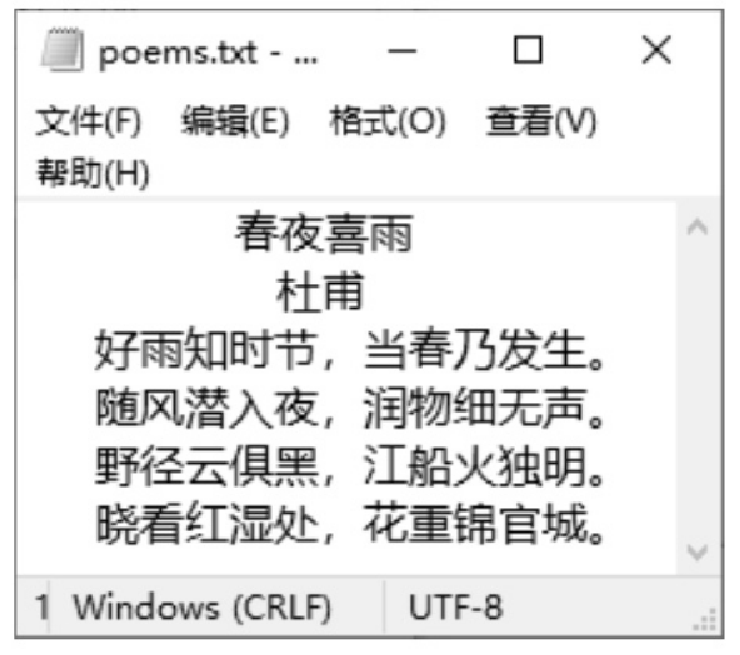 poems.txt - ...
文件(F) 编辑(E) 格式(O) 查看(V)
帮助(H)
春夜喜雨
杜甫
好雨知时节，当春乃发生。
随风潜入夜，润物细无声。
野径云俱黑，江船火独明。
晓看红湿处，花重锦官城。
1 Windows (CRLF) UTF-8